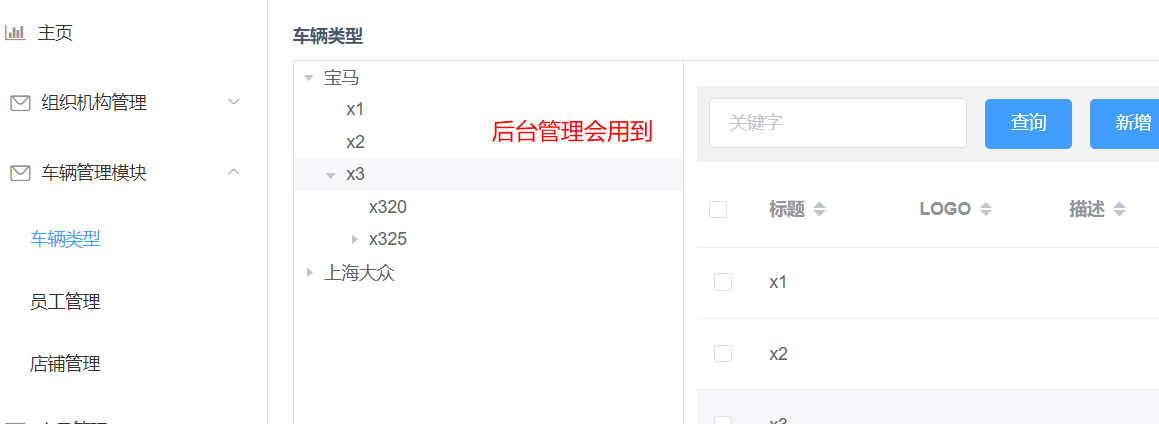 主页
组织机构管理
车辆管理模块
车辆类型
员工管理
店铺管理
车辆类型
宝马
x1
x2
x3
x320
x325
上海大众
后台管理会用到
关键字 查询 新增
标题 LOGO 描述
x1
x2
x3